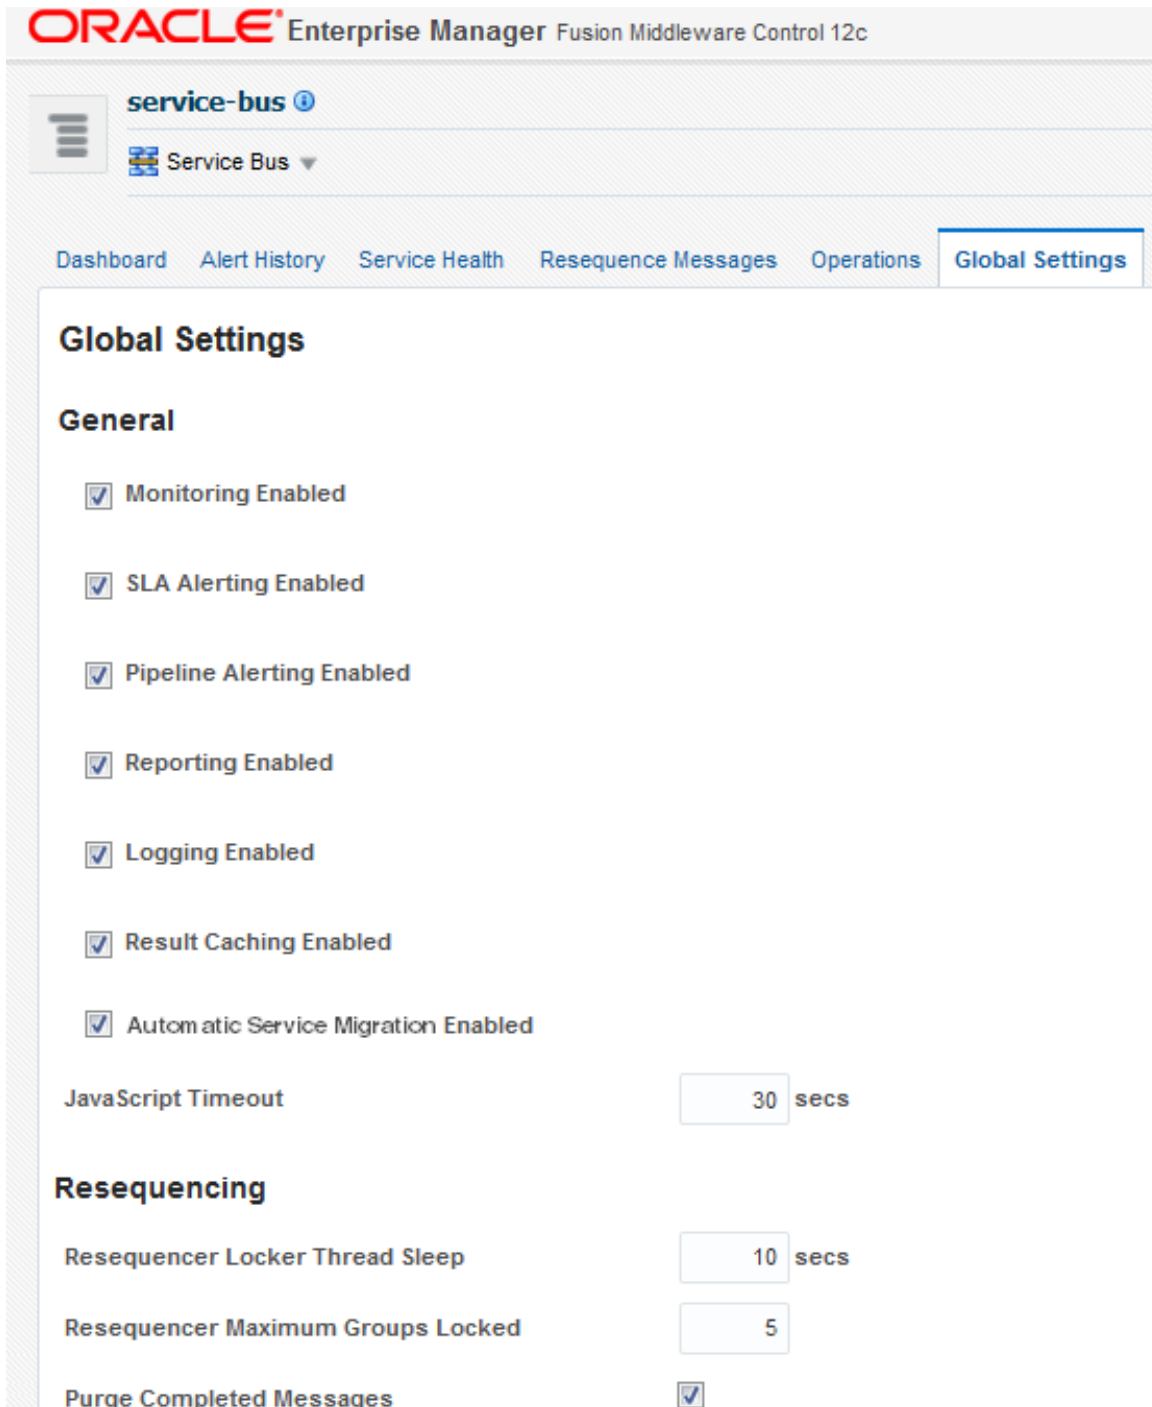 ORACLE Enterprise Manager Fusion Middleware Control 12c
service-bus
Service Bus
Dashboard Alert History Service Health Resequence Messages Operations Global Settings
Global Settings
General
Monitoring Enabled
SLA Alerting Enabled
Pipeline Alerting Enabled
Reporting Enabled
Logging Enabled
Result Caching Enabled
Automatic Service Migration Enabled
JavaScript Timeout 30 secs
Resequencing
Resequencer Locker Thread Sleep 10 secs
Resequencer Maximum Groups Locked 5
Purge Completed Messages